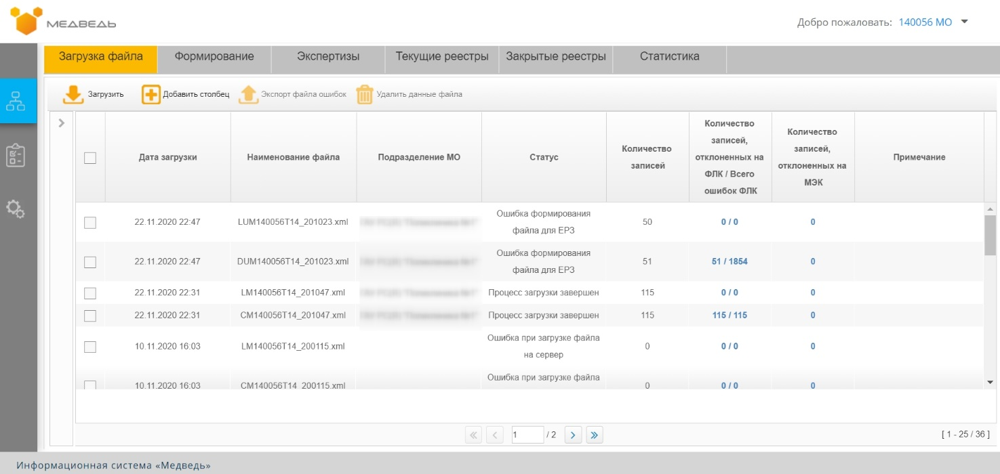 МЕДВЕДЬ
Добро пожаловать: 140056 МО
Загрузка файла Формирование Экспертизы Текущие реестры Закрытые реестры Статистика
Загрузить Добавить столбец Экспорт файла ошибок Удалить данные файла
Дата загрузки
Наименование файла
Подразделение МО
Статус
Количество
записей
Количество
записей,
отклоненных на
ФЛК / Всего
ошибок ФЛК
Количество
записей,
отклоненных на
МЭК
Примечание
22.11.2020 22:47 LUM140056T14_201023.xml
Ошибка формирования
файла для ЕРЗ
50 0 / 0 0
22.11.2020 22:47 DUM140056T14_201023.xml
Ошибка формирования
файла для ЕРЗ
51 51 / 1854 0
22.11.2020 22:31 LM140056T14_201047.xml Процесс загрузки завершен 115 0 / 0 0
22.11.2020 22:31 CM140056T14_201047.xml Процесс загрузки завершен 115 115 / 115 0
10.11.2020 16:03 LM140056T14_200115.xml
Ошибка при загрузке файла
на сервер
0 0 / 0 0
10.11.2020 16:03 CM140056T14_200115.xml
Ошибка при загрузке файла
0 0 / 0 0
1 / 2
[ 1 - 25 / 36 ]
Информационная система «Медведь»